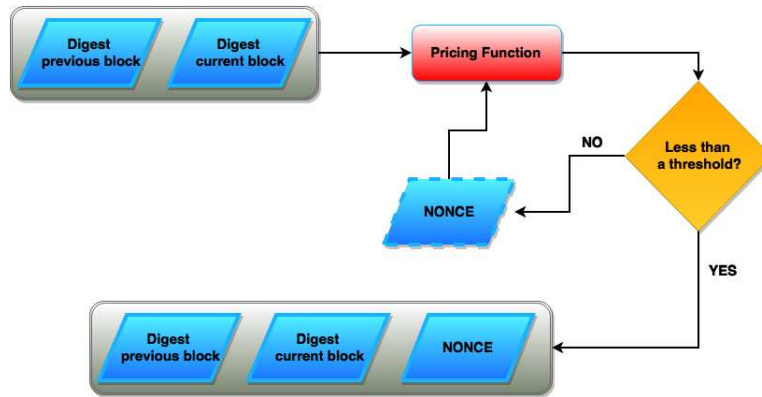 Digest
previous block
Digest
current block
Pricing Function
Less than
a threshold?
NO
NONCE
YES
Digest
previous block
Digest
current block
NONCE